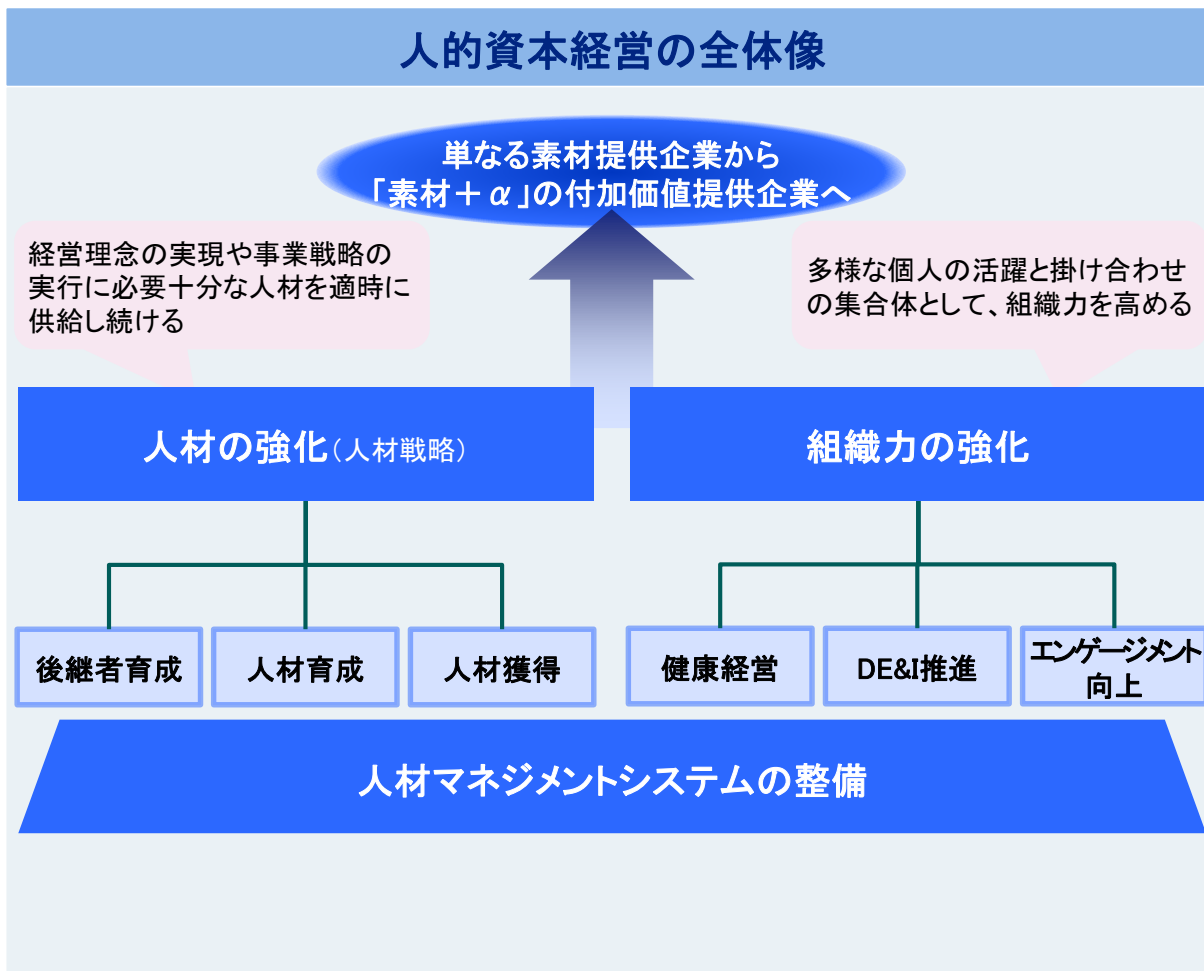 人的資本経営の全体像
単なる素材提供企業から
「素材＋α」の付加価値提供企業へ
経営理念の実現や事業戦略の
実行に必要十分な人材を適時に
供給し続ける
多様な個人の活躍と掛け合わせ
の集合体として、組織力を高める
人材の強化（人材戦略）
組織力の強化
後継者育成
人材育成
人材獲得
健康経営
DE&I推進
エンゲージメント
向上
人材マネジメントシステムの整備